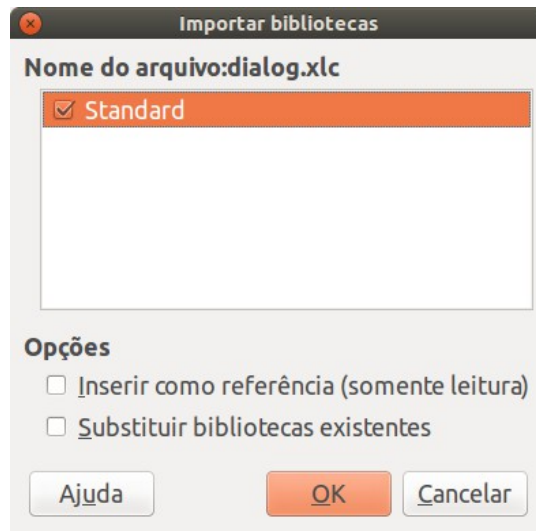 Importar bibliotecas
Nome do arquivo:dialog.xlc
Standard
Opções
Inserir como referência (somente leitura)
Substituir bibliotecas existentes
Ajuda OK Cancelar